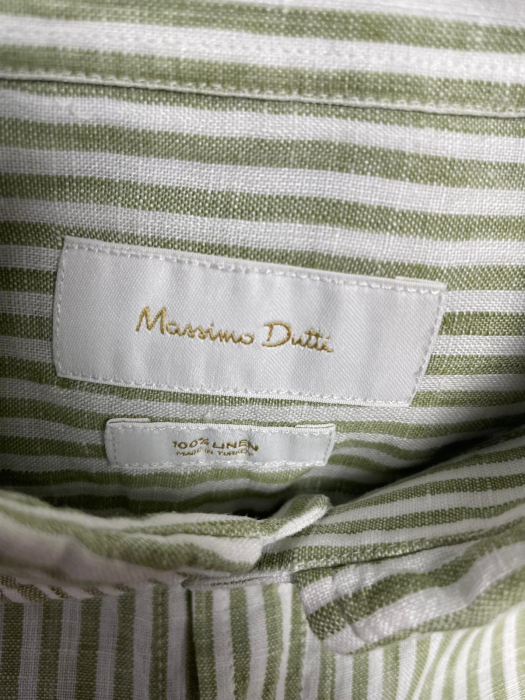 Massimo Dutti
100% LINEN
MADE IN TURKEY